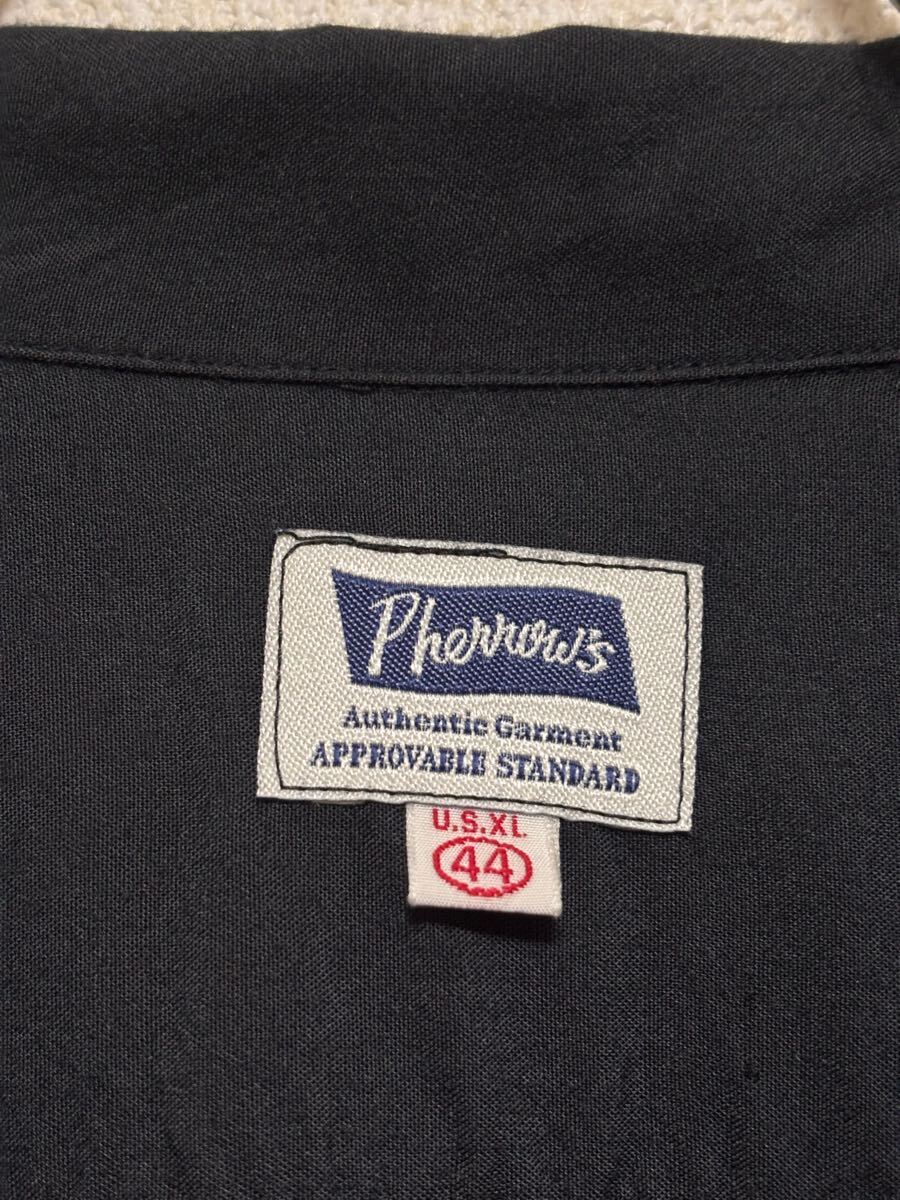 Pherrow's
Authentic Garment
APPROVABLE STANDARD
U.S.XL
44